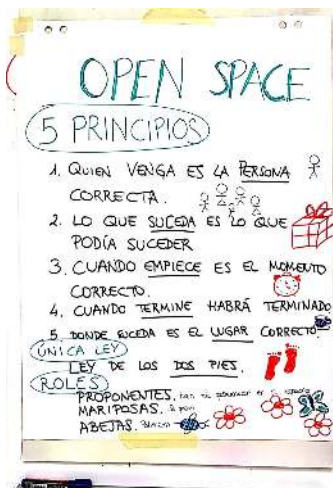 OPEN SPACE
5 PRINCIPIOS
1. QUIEN VENGA ES LA PERSONA
CORRECTA.
2. LO QUE SUCEDA ES LO QUE
PODÍA SUCEDER
3. CUANDO EMPIECE ES EL MOMENTO
CORRECTO.
4. CUANDO TERMINE HABRÁ TERMINADO
5. DONDE SUCEDA ES EL LUGAR CORRECTO.
ÚNICA LEY
LEY DE LOS DOS PIES.
ROLES
PROPONENTES.
MARIPOSAS.
ABEJAS.